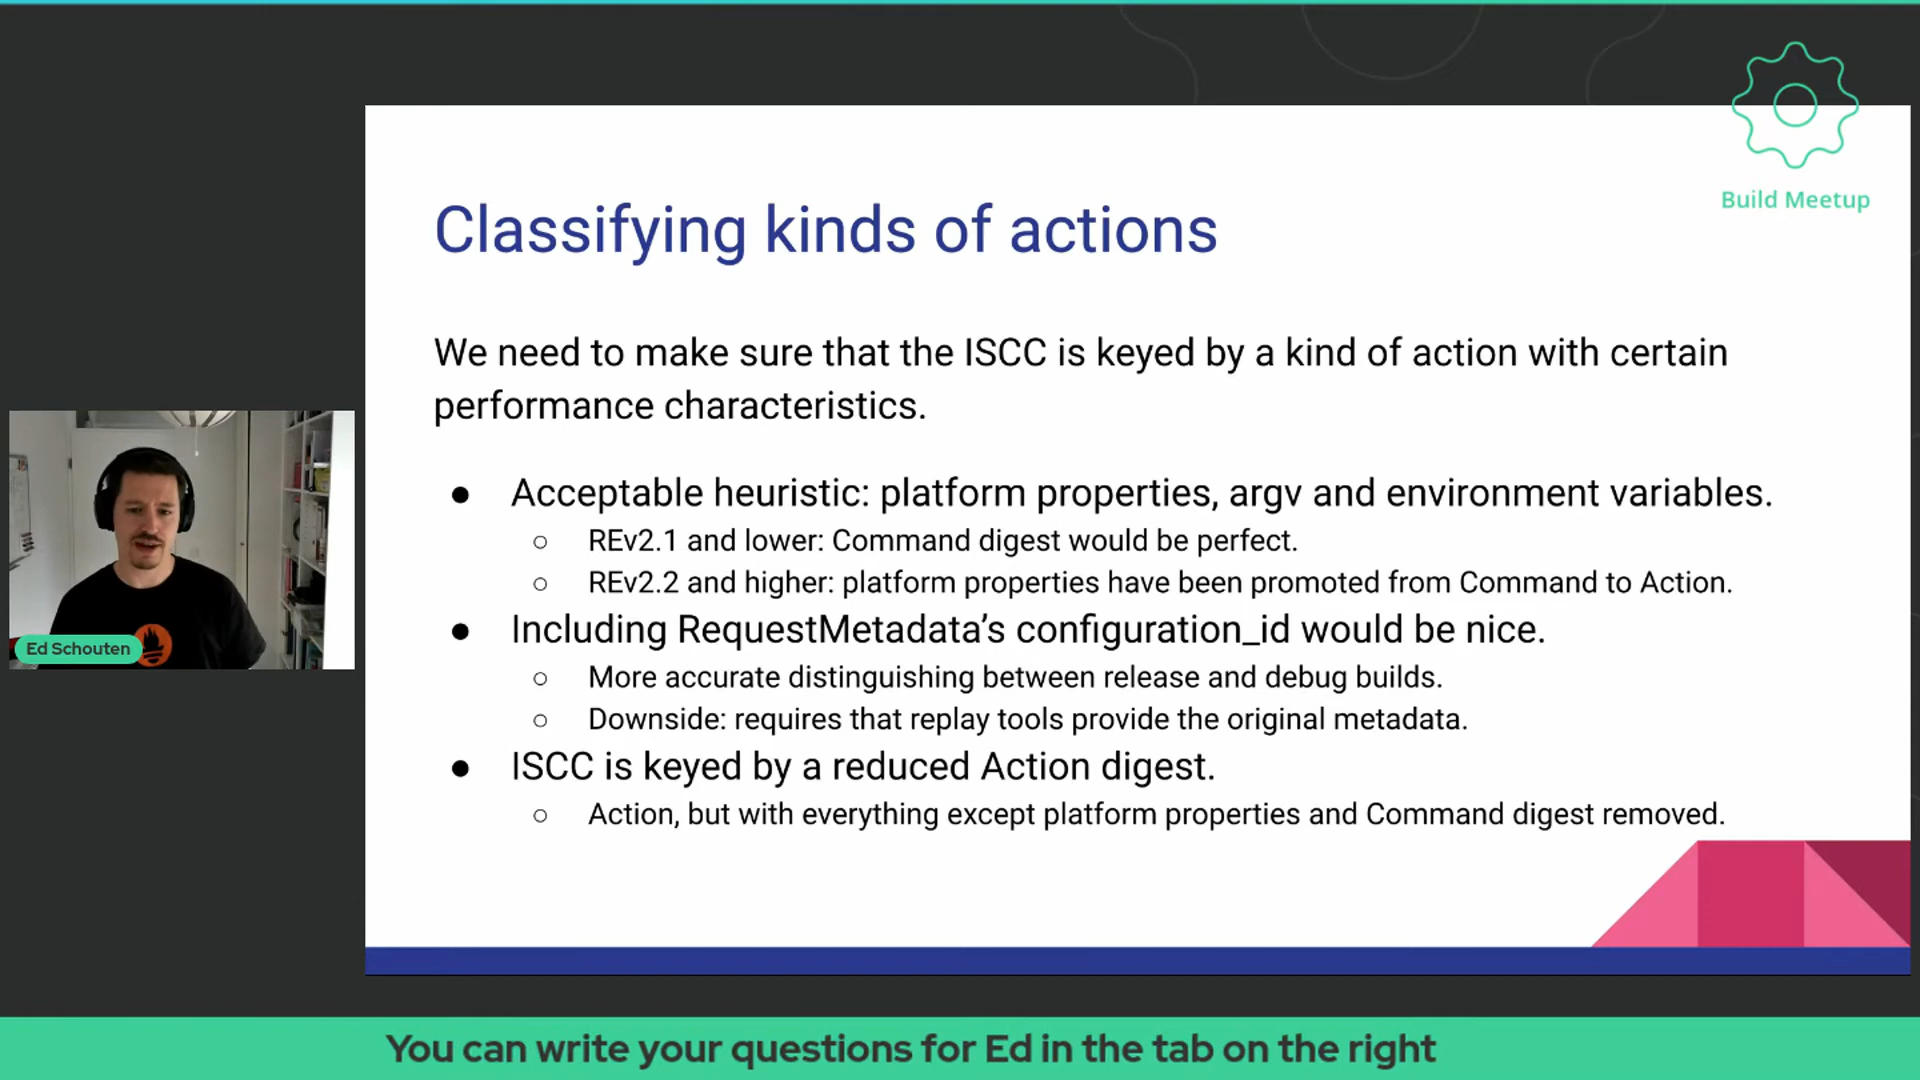 Build Meetup
Classifying kinds of actions
We need to make sure that the ISCC is keyed by a kind of action with certain
performance characteristics.
● Acceptable heuristic: platform properties, argv and environment variables.
○ REv2.1 and lower: Command digest would be perfect.
○ REv2.2 and higher: platform properties have been promoted from Command to Action.
● Including RequestMetadata’s configuration_id would be nice.
○ More accurate distinguishing between release and debug builds.
○ Downside: requires that replay tools provide the original metadata.
● ISCC is keyed by a reduced Action digest.
○ Action, but with everything except platform properties and Command digest removed.
Ed Schouten
You can write your questions for Ed in the tab on the right